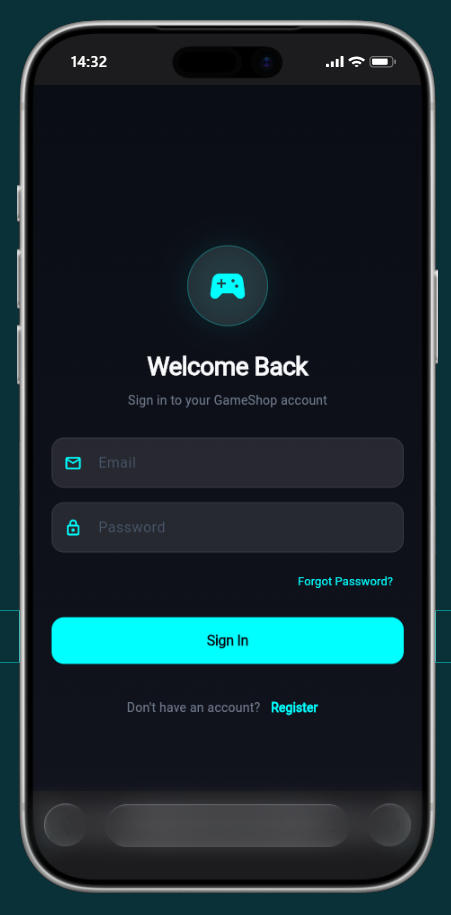 14:32
Welcome Back
Sign in to your GameShop account
Email
Password
Forgot Password?
Sign In
Don't have an account? Register